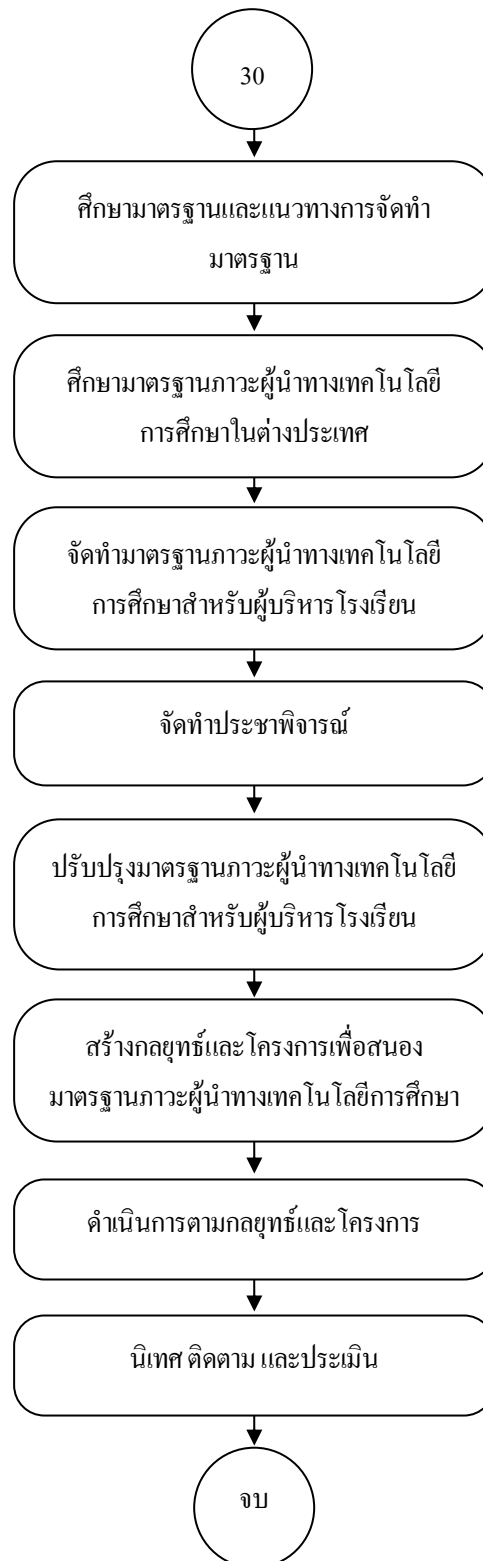 30
ศึกษามาตรฐานและแนวทางการจัดทำ
มาตรฐาน
ศึกษามาตรฐานภาวะผู้นำทางเทคโนโลยี
การศึกษาในต่างประเทศ
จัดทำมาตรฐานภาวะผู้นำทางเทคโนโลยี
การศึกษาสำหรับผู้บริหารโรงเรียน
จัดทำประชาพิจารณ์
ปรับปรุงมาตรฐานภาวะผู้นำทางเทคโนโลยี
การศึกษาสำหรับผู้บริหารโรงเรียน
สร้างกลยุทธ์และโครงการเพื่อสนอง
มาตรฐานภาวะผู้นำทางเทคโนโลยีการศึกษา
ดำเนินการตามกลยุทธ์และโครงการ
นิเทศ ติดตาม และประเมิน
จบ